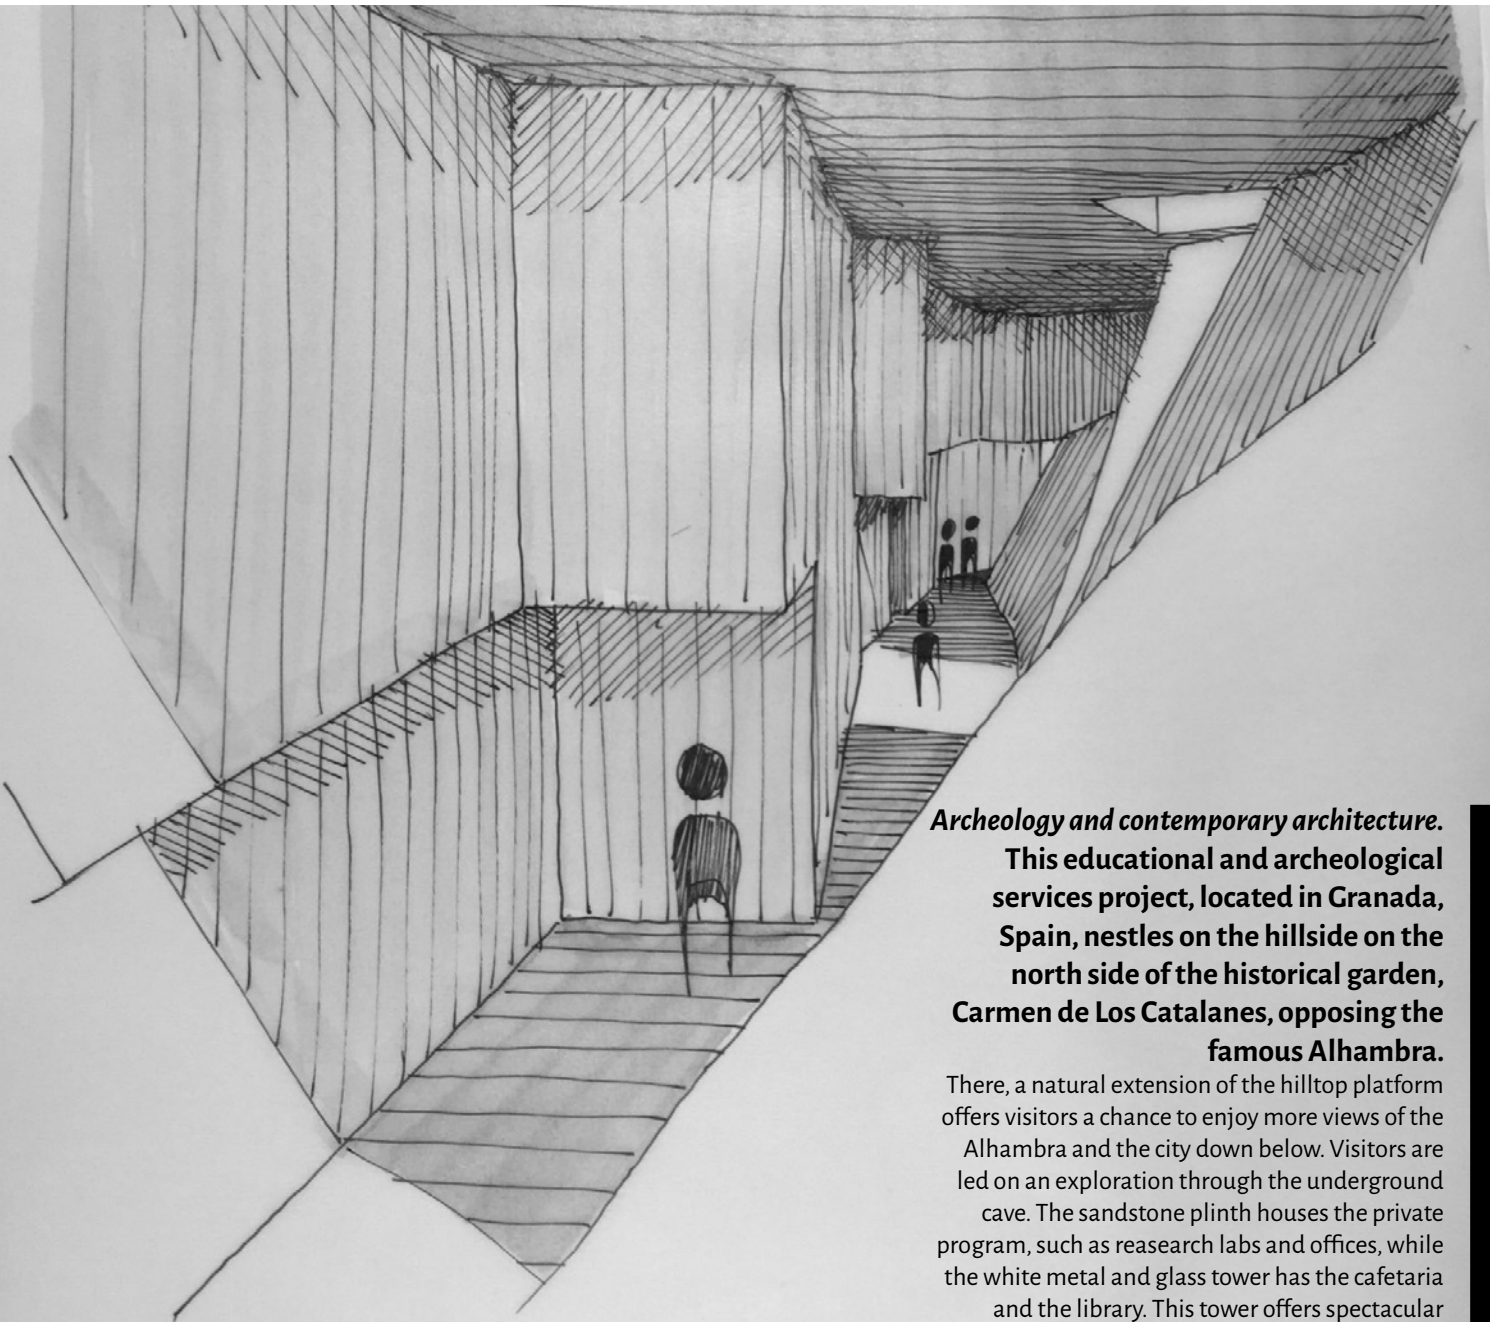 Archeology and contemporary architecture.
This educational and archeological
services project, located in Granada,
Spain, nestles on the hillside on the
north side of the historical garden,
Carmen de Los Catalanes, opposing the
famous Alhambra.
There, a natural extension of the hilltop platform
offers visitors a chance to enjoy more views of the
Alhambra and the city down below. Visitors are
led on an exploration through the underground
cave. The sandstone plinth houses the private
program, such as reasearch labs and offices, while
the white metal and glass tower has the cafetaria
and the library. This tower offers spectacular